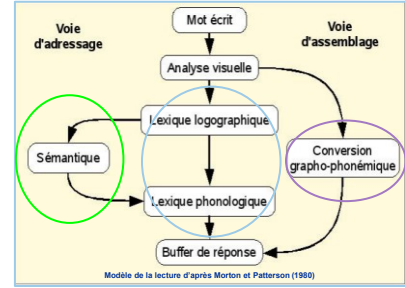 Mot écrit
Voie
d'adressage
Voie
d'assemblage
Analyse visuelle
Lexique logographique
Sémantique
Conversion
grapho-phonémique
Lexique phonologique
Buffer de réponse
Modèle de la lecture d'après Morton et Patterson (1980)